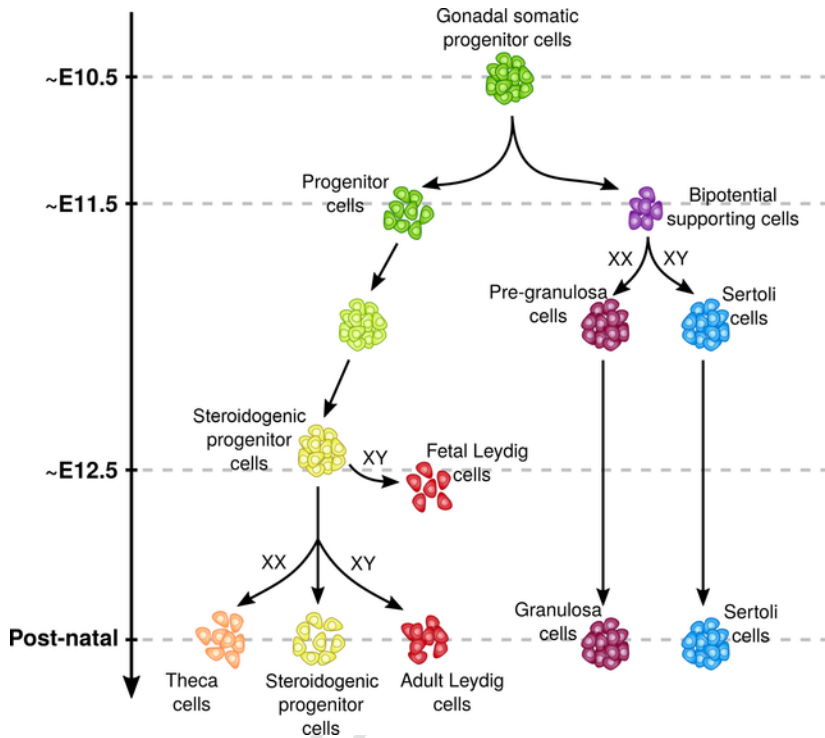 Gonadal somatic
progenitor cells
~E10.5
Progenitor
cells
~E11.5
Bipotential
supporting cells
XX
XY
Pre-granulosa
cells
Sertoli
cells
Steroidogenic
progenitor
cells
XY
Fetal Leydig
cells
~E12.5
XX
XY
Post-natal
Granulosa
cells
Sertoli
cells
Theca
cells
Steroidogenic
progenitor
cells
Adult Leydig
cells